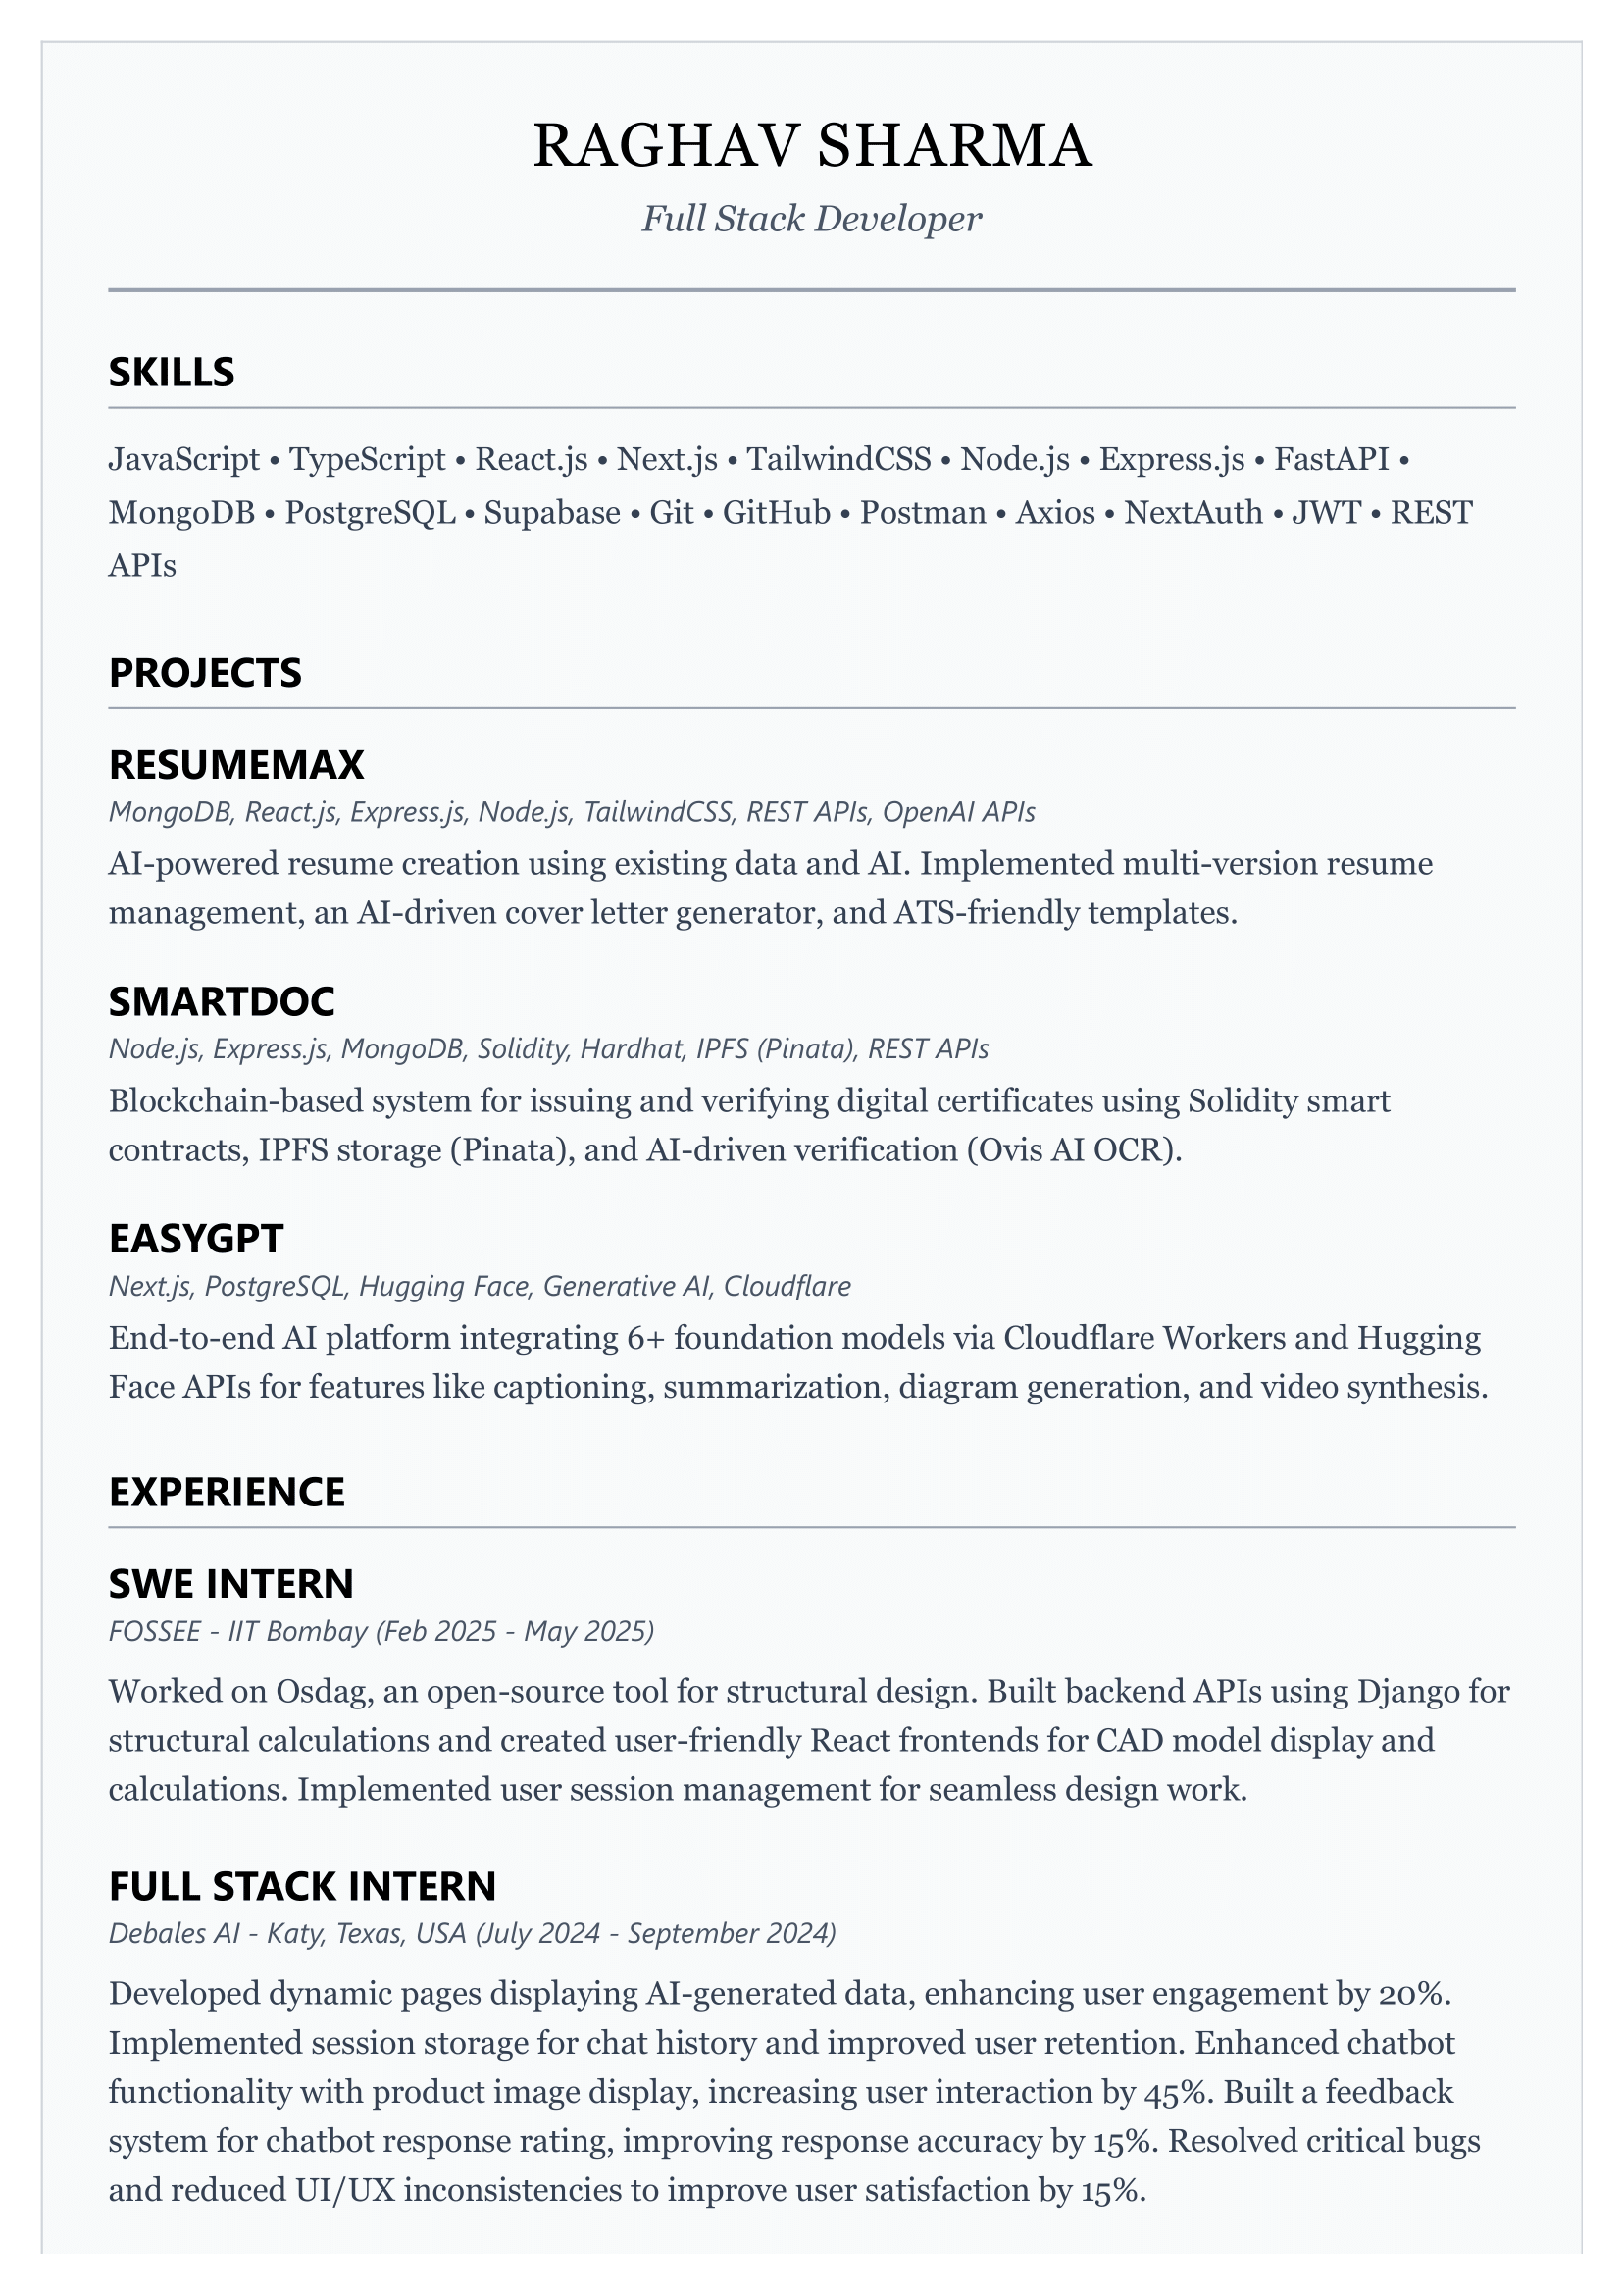 RAGHAV SHARMA
Full Stack Developer
SKILLS
JavaScript • TypeScript • React.js • Next.js • TailwindCSS • Node.js • Express.js • FastAPI •
MongoDB • PostgreSQL • Supabase • Git • GitHub • Postman • Axios • NextAuth • JWT • REST
APIs
PROJECTS
RESUMEMAX
MongoDB, React.js, Express.js, Node.js, TailwindCSS, REST APIs, OpenAI APIs
AI-powered resume creation using existing data and AI. Implemented multi-version resume
management, an AI-driven cover letter generator, and ATS-friendly templates.
SMARTDOC
Node.js, Express.js, MongoDB, Solidity, Hardhat, IPFS (Pinata), REST APIs
Blockchain-based system for issuing and verifying digital certificates using Solidity smart
contracts, IPFS storage (Pinata), and AI-driven verification (Ovis AI OCR).
EASYGPT
Next.js, PostgreSQL, Hugging Face, Generative AI, Cloudflare
End-to-end AI platform integrating 6+ foundation models via Cloudflare Workers and Hugging
Face APIs for features like captioning, summarization, diagram generation, and video synthesis.
EXPERIENCE
SWE INTERN
FOSSEE - IIT Bombay (Feb 2025 - May 2025)
Worked on Osdag, an open-source tool for structural design. Built backend APIs using Django for
structural calculations and created user-friendly React frontends for CAD model display and
calculations. Implemented user session management for seamless design work.
FULL STACK INTERN
Debales AI - Katy, Texas, USA (July 2024 - September 2024)
Developed dynamic pages displaying AI-generated data, enhancing user engagement by 20%.
Implemented session storage for chat history and improved user retention. Enhanced chatbot
functionality with product image display, increasing user interaction by 45%. Built a feedback
system for chatbot response rating, improving response accuracy by 15%. Resolved critical bugs
and reduced UI/UX inconsistencies to improve user satisfaction by 15%.